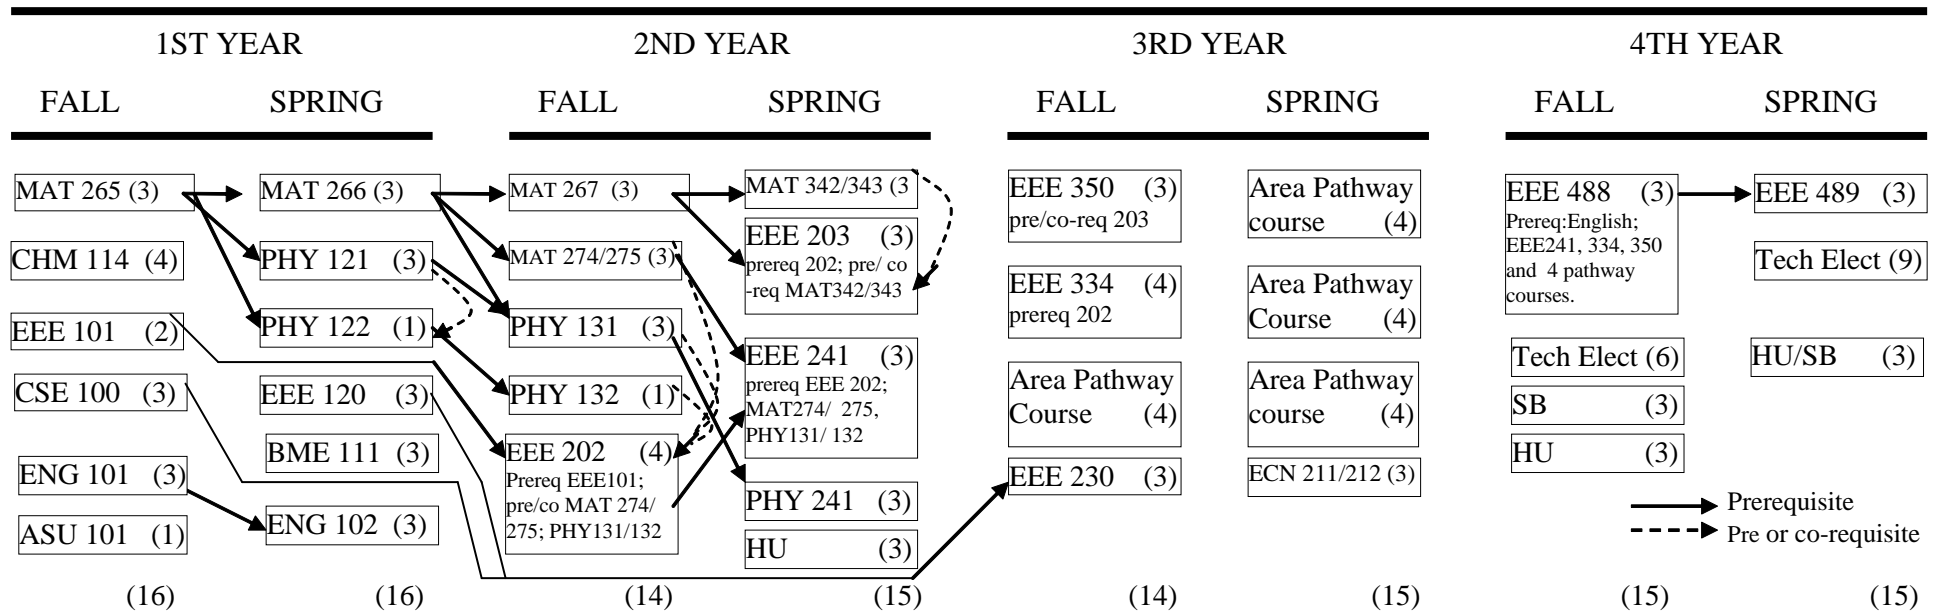 1ST YEAR
2ND YEAR
3RD YEAR
4TH YEAR
FALL
SPRING
FALL
SPRING
FALL
SPRING
FALL
SPRING
MAT 265 (3)
CHM 114 (4)
EEE 101 (2)
CSE 100 (3)
ENG 101 (3)
ASU 101 (1)
(16)
MAT 266 (3)
PHY 121 (3)
PHY 122 (1)
EEE 120 (3)
BME 111 (3)
ENG 102 (3)
(16)
MAT 267 (3)
MAT 274/275 (3)
PHY 131 (3)
PHY 132 (1)
EEE 202 (4)
Prereq EEE101;
pre/co MAT 274/
275; PHY131/132
(14)
MAT 342/343 (3
EEE 203 (3)
prereq 202; pre/ co
-req MAT342/343
EEE 241 (3)
prereq EEE 202;
MAT274/ 275,
PHY131/ 132
PHY 241 (3)
HU (3)
(15)
EEE 350 (3)
pre/co-req 203
EEE 334 (4)
prereq 202
Area Pathway
Course (4)
EEE 230 (3)
(14)
Area Pathway
course (4)
Area Pathway
Course (4)
Area Pathway
course (4)
ECN 211/212 (3)
(15)
EEE 488 (3)
Prereq:English;
EEE241, 334, 350
and 4 pathway
courses.
Tech Elect (6)
SB (3)
HU (3)
(15)
EEE 489 (3)
Tech Elect (9)
HU/SB (3)
Prerequisite
Pre or co-requisite
(15)